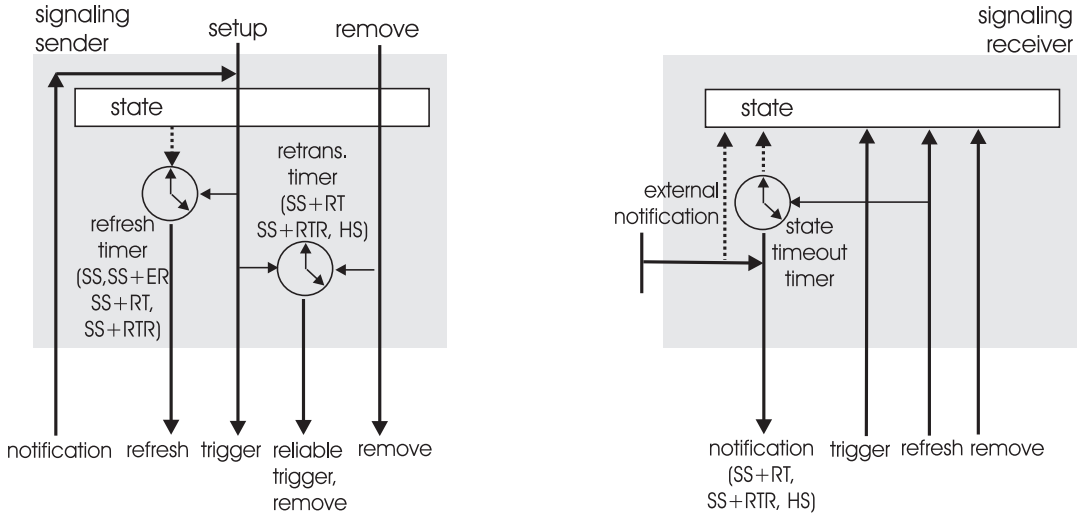 signaling
sender
setup
remove
state
retrans.
timer
(SS+RT
SS+RTR, HS)
refresh
timer
(SS,SS+ER
SS+RT,
SS+RTR)
notification
refresh
trigger
reliable
trigger,
remove
remove
signaling
receiver
state
external
notification
state
timeout
timer
notification
(SS+RT,
SS+RTR, HS)
trigger
refresh
remove